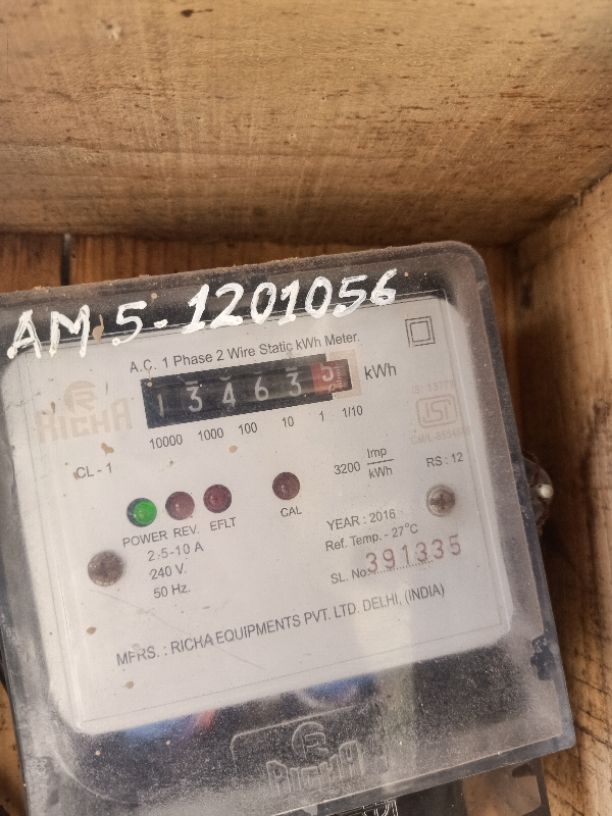 AM 5-1201056
A.C. 1 Phase 2 Wire Static kWh Meter.
RICHA
1 3 4 6 3 5 kWh
10000 1000 100 10 1 1/10
CL - 1
3200 Imp/kWh
RS : 12
ISI
POWER REV. EFLT CAL
2.5-10 A
240 V.
50 Hz.
YEAR : 2016
Ref. Temp. - 27°C
SL. No. 391335
MFRS. : RICHA EQUIPMENTS PVT. LTD. DELHI, (INDIA)
RICHA